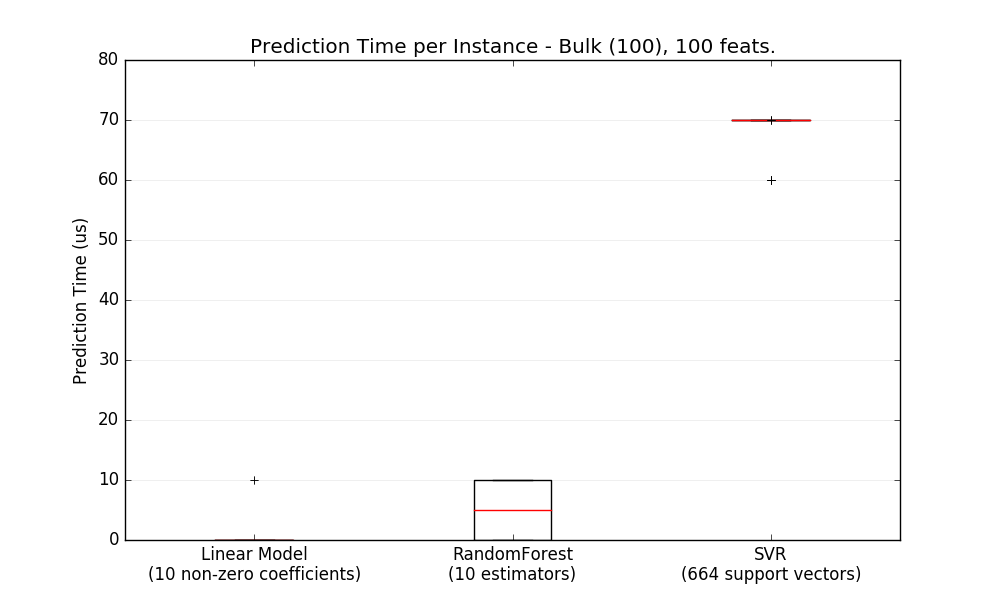 Prediction Time per Instance - Bulk (100), 100 feats.
80
70
60
50
40
30
20
10
0
Prediction Time (us)
Linear Model
(10 non-zero coefficients)
RandomForest
(10 estimators)
SVR
(664 support vectors)